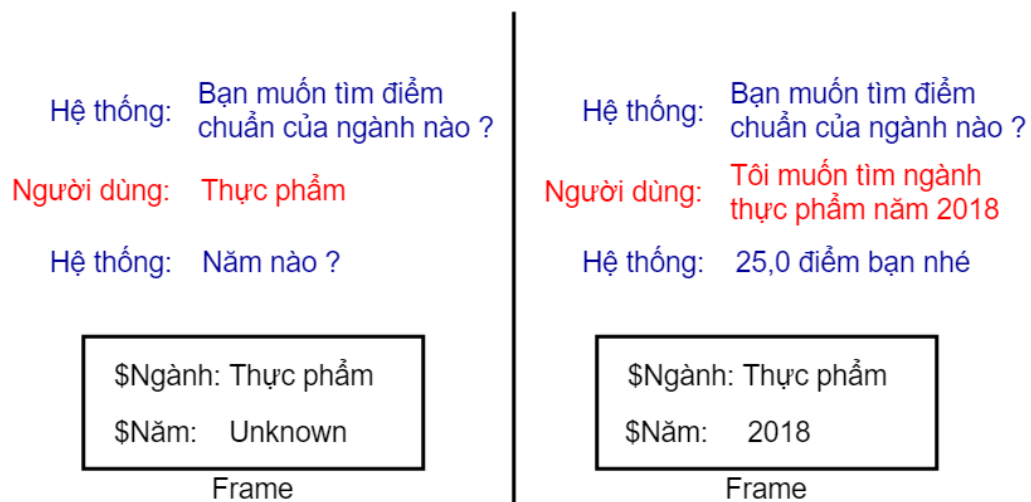 Hệ thống:
Bạn muốn tìm điểm
chuẩn của ngành nào ?
Người dùng:
Thực phẩm
Hệ thống:
Năm nào ?
$Ngành: Thực phẩm
$Năm: Unknown
Frame
Hệ thống:
Bạn muốn tìm điểm
chuẩn của ngành nào ?
Người dùng:
Tôi muốn tìm ngành
thực phẩm năm 2018
Hệ thống:
25,0 điểm bạn nhé
$Ngành: Thực phẩm
$Năm: 2018
Frame